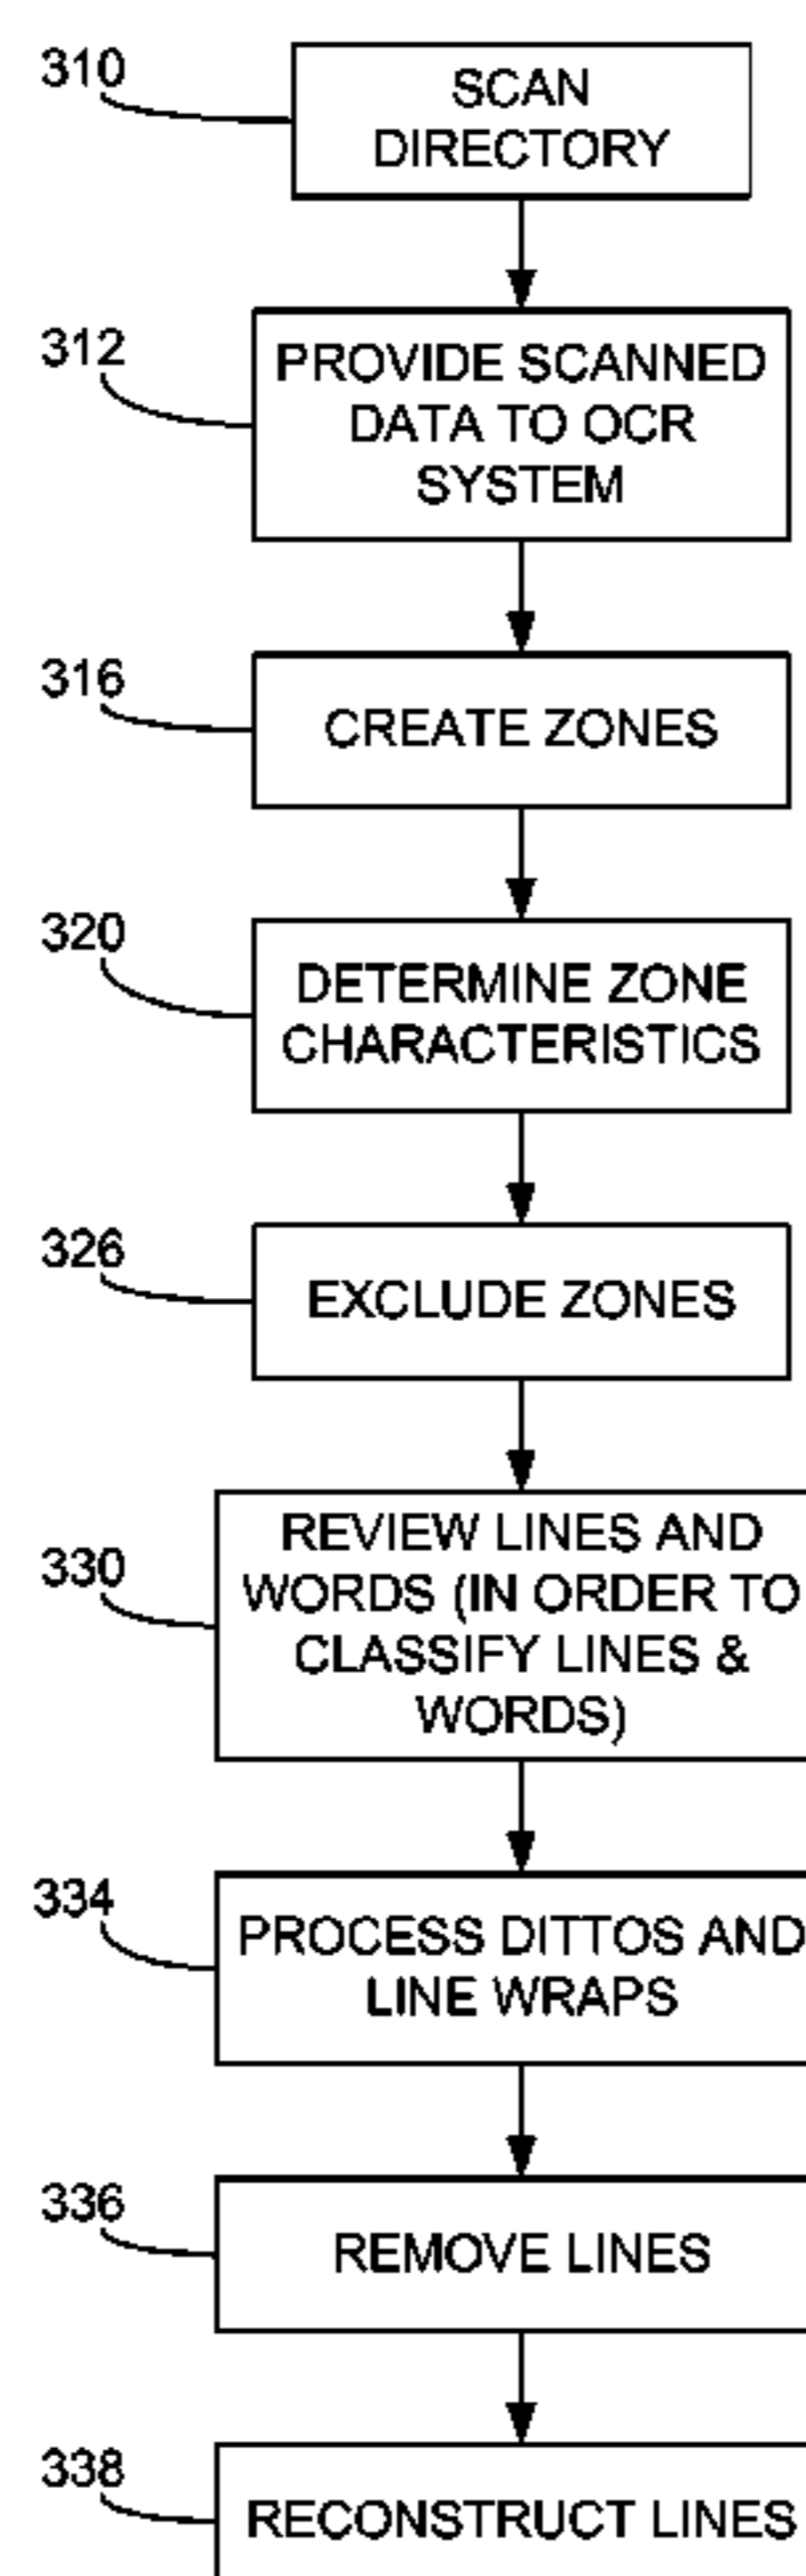 310
SCAN
DIRECTORY
312
PROVIDE SCANNED
DATA TO OCR
SYSTEM
316
CREATE ZONES
320
DETERMINE ZONE
CHARACTERISTICS
326
EXCLUDE ZONES
330
REVIEW LINES AND
WORDS (IN ORDER TO
CLASSIFY LINES &
WORDS)
334
PROCESS DITTOS AND
LINE WRAPS
336
REMOVE LINES
338
RECONSTRUCT LINES